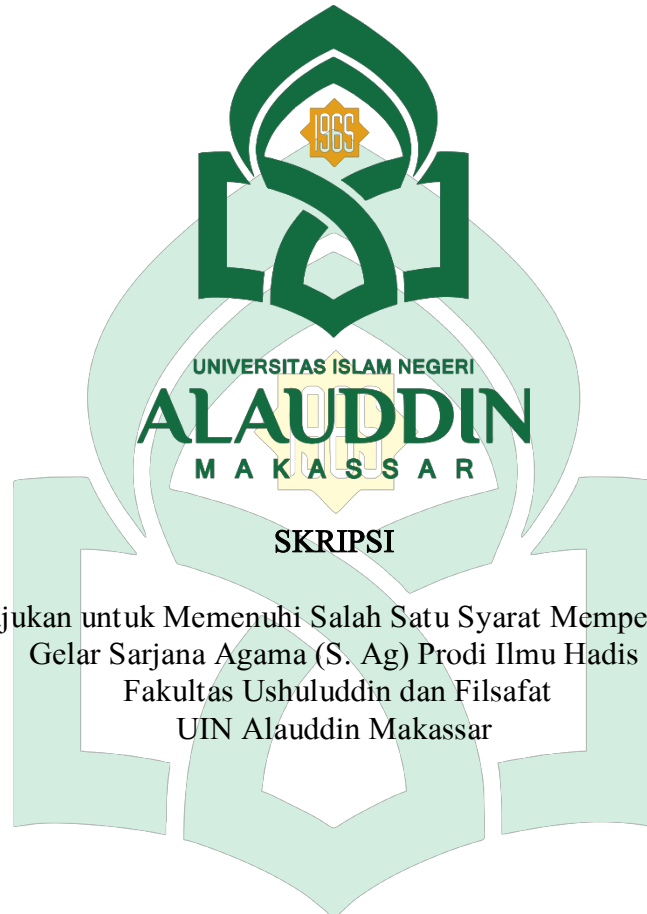 1965
UNIVERSITAS ISLAM NEGERI
ALAUDDIN
MAKASSAR
SKRIPSI
jukan untuk Memenuhi Salah Satu Syarat Mempe
Gelar Sarjana Agama (S. Ag) Prodi Ilmu Hadis
Fakultas Ushuluddin dan Filsafat
UIN Alauddin Makassar